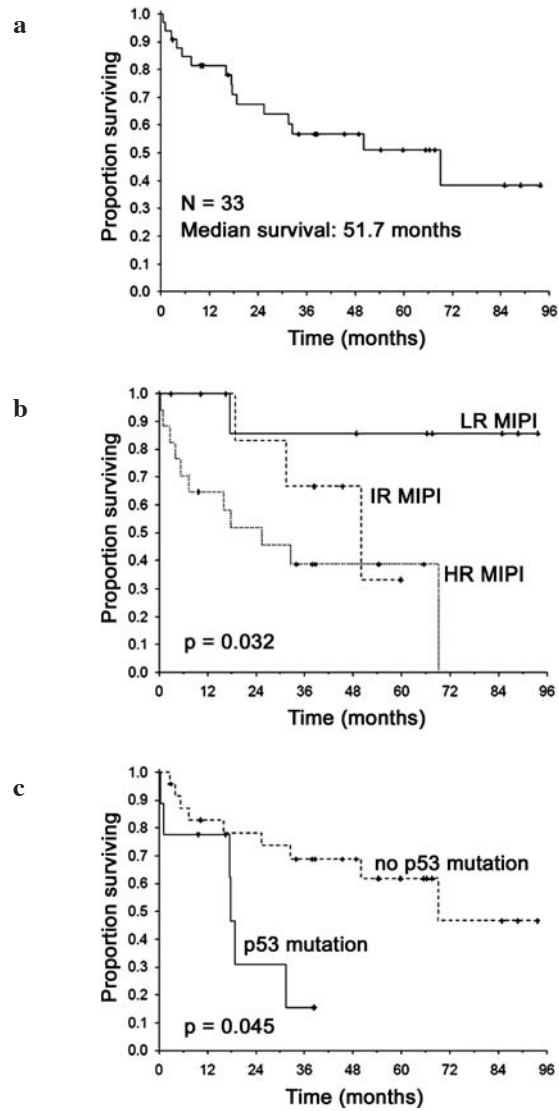 a
Proportion surviving
1.0
0.9
0.8
0.7
0.6
0.5
0.4
0.3
0.2
0.1
0.0
N = 33
Median survival: 51.7 months
0 12 24 36 48 60 72 84 96
Time (months)
b
Proportion surviving
1.0
0.9
0.8
0.7
0.6
0.5
0.4
0.3
0.2
0.1
0.0
LR MIPI
IR MIPI
HR MIPI
p = 0.032
0 12 24 36 48 60 72 84 96
Time (months)
c
Proportion surviving
1.0
0.9
0.8
0.7
0.6
0.5
0.4
0.3
0.2
0.1
0.0
no p53 mutation
p53 mutation
p = 0.045
0 12 24 36 48 60 72 84 96
Time (months)